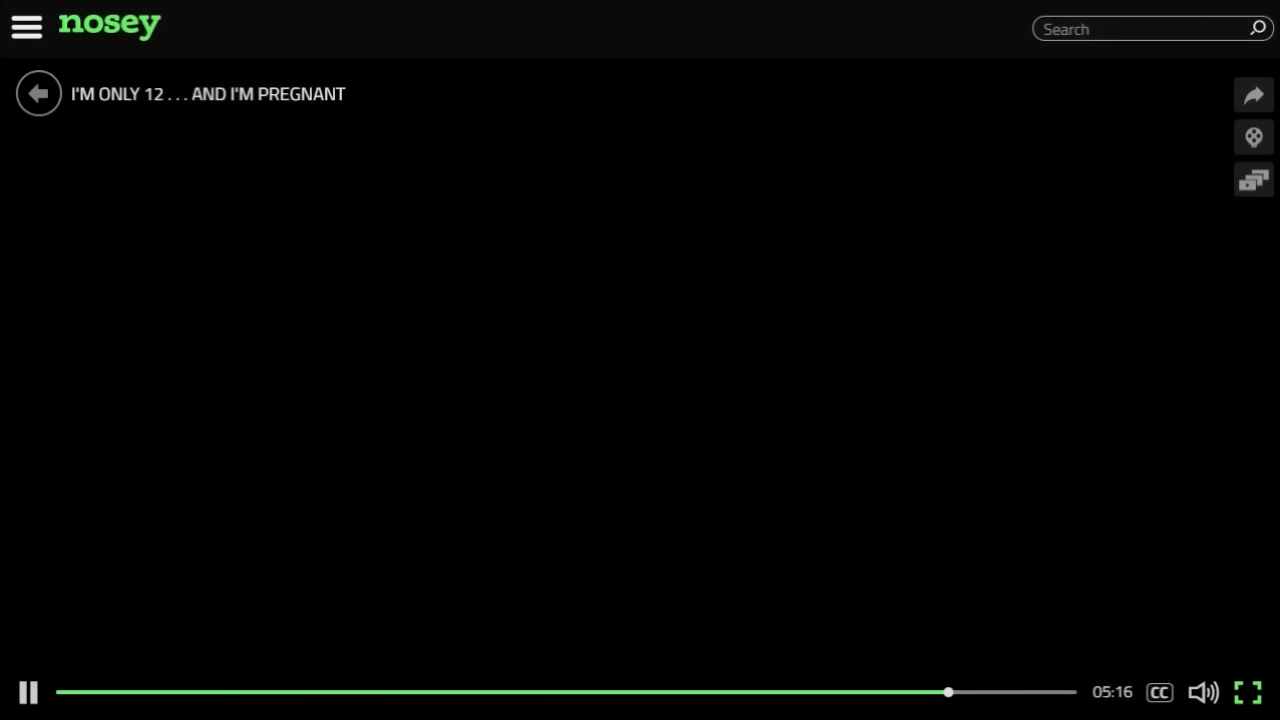 nosey
Search
I'M ONLY 12 . . . AND I'M PREGNANT
05:16
CC